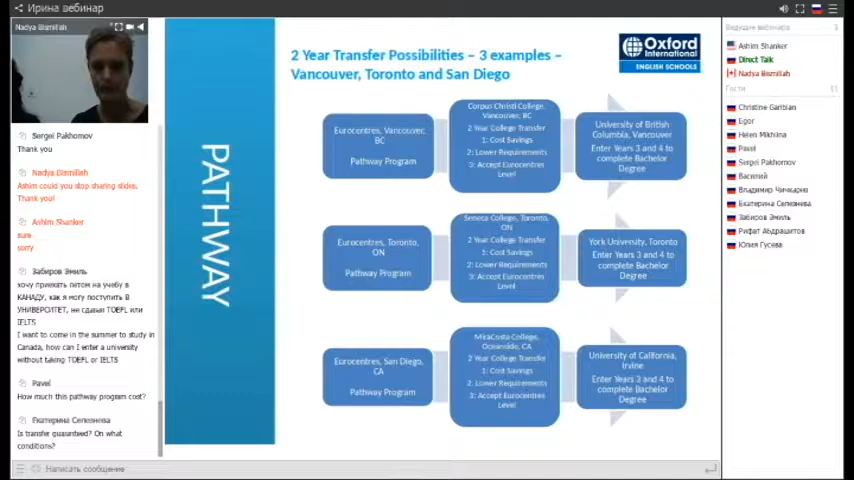 Ирина вебинар
Nadya Bismillah
Sergei Pakhomov
Thank you
Nadya Bismillah
Ashim could you stop sharing slides,
Thank you!
Ashim Shanker
sure
sorry
Забиров Эмиль
хочу приехать летом на учебу в
КАНАДУ, как я могу поступить В
УНИВЕРСИТЕТ, не сдавая TOEFL или
IELTS
I want to come in the summer to study in
Canada, how can I enter a university
without taking TOEFL or IELTS
Pavel
How much this pathway program cost?
Екатерина Селезнева
Is transfer guaranteed? On what
conditions?
Написать сообщение
PATHWAY
2 Year Transfer Possibilities – 3 examples –
Vancouver, Toronto and San Diego
Oxford
International
ENGLISH SCHOOLS
Eurocentres, Vancouver,
BC
Pathway Program
Corpus Christi College,
Vancouver, BC
2 Year College Transfer
1: Cost Savings
2: Lower Requirements
3: Accept Eurocentres
Level
University of British
Columbia, Vancouver
Enter Years 3 and 4 to
complete Bachelor
Degree
Eurocentres, Toronto,
ON
Pathway Program
Seneca College, Toronto,
ON
2 Year College Transfer
1: Cost Savings
2: Lower Requirements
3: Accept Eurocentres
Level
York University, Toronto
Enter Years 3 and 4 to
complete Bachelor
Degree
Eurocentres, San Diego,
CA
Pathway Program
MiraCosta College,
Oceanside, CA
2 Year College Transfer
1: Cost Savings
2: Lower Requirements
3: Accept Eurocentres
Level
University of California,
Irvine
Enter Years 3 and 4 to
complete Bachelor
Degree
Ведущие вебинара 3
Ashim Shanker
Direct Talk
Nadya Bismillah
Гости 11
Christine Garibian
Egor
Helen Mikhlina
Pavel
Sergei Pakhomov
Василий
Владимир Чичкарно
Екатерина Селезнева
Забиров Эмиль
Рифат Абдрашитов
Юлия Гусева